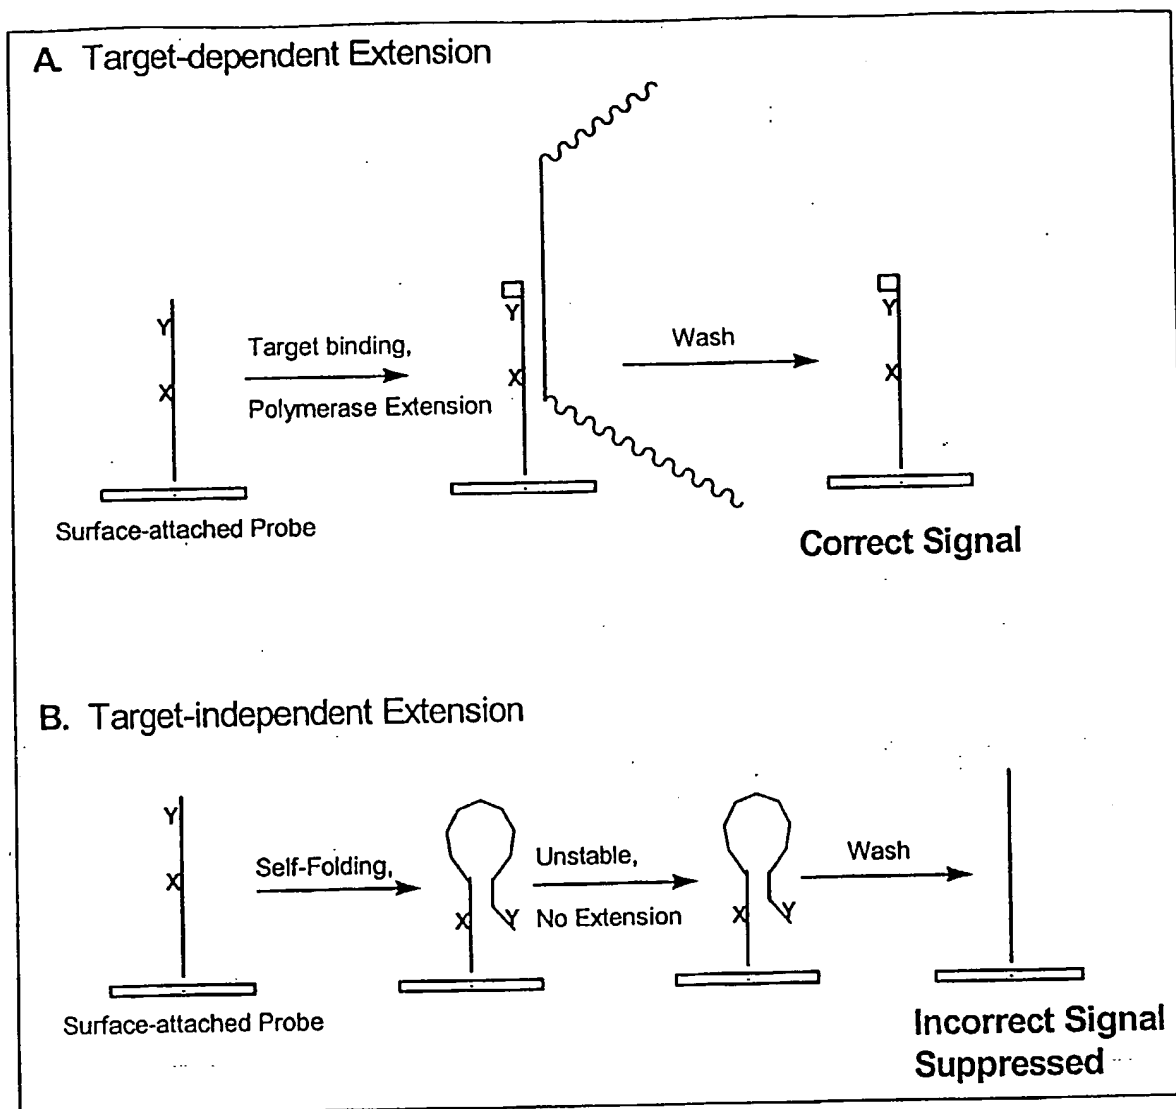 A. Target-dependent Extension
Y
X
Target binding,
Polymerase Extension
Y
X
Wash
Y
X
Surface-attached Probe
Correct Signal
B. Target-independent Extension
Y
X
Self-Folding,
X
Y
Unstable,
No Extension
X
Y
Wash
Surface-attached Probe
Incorrect Signal
Suppressed